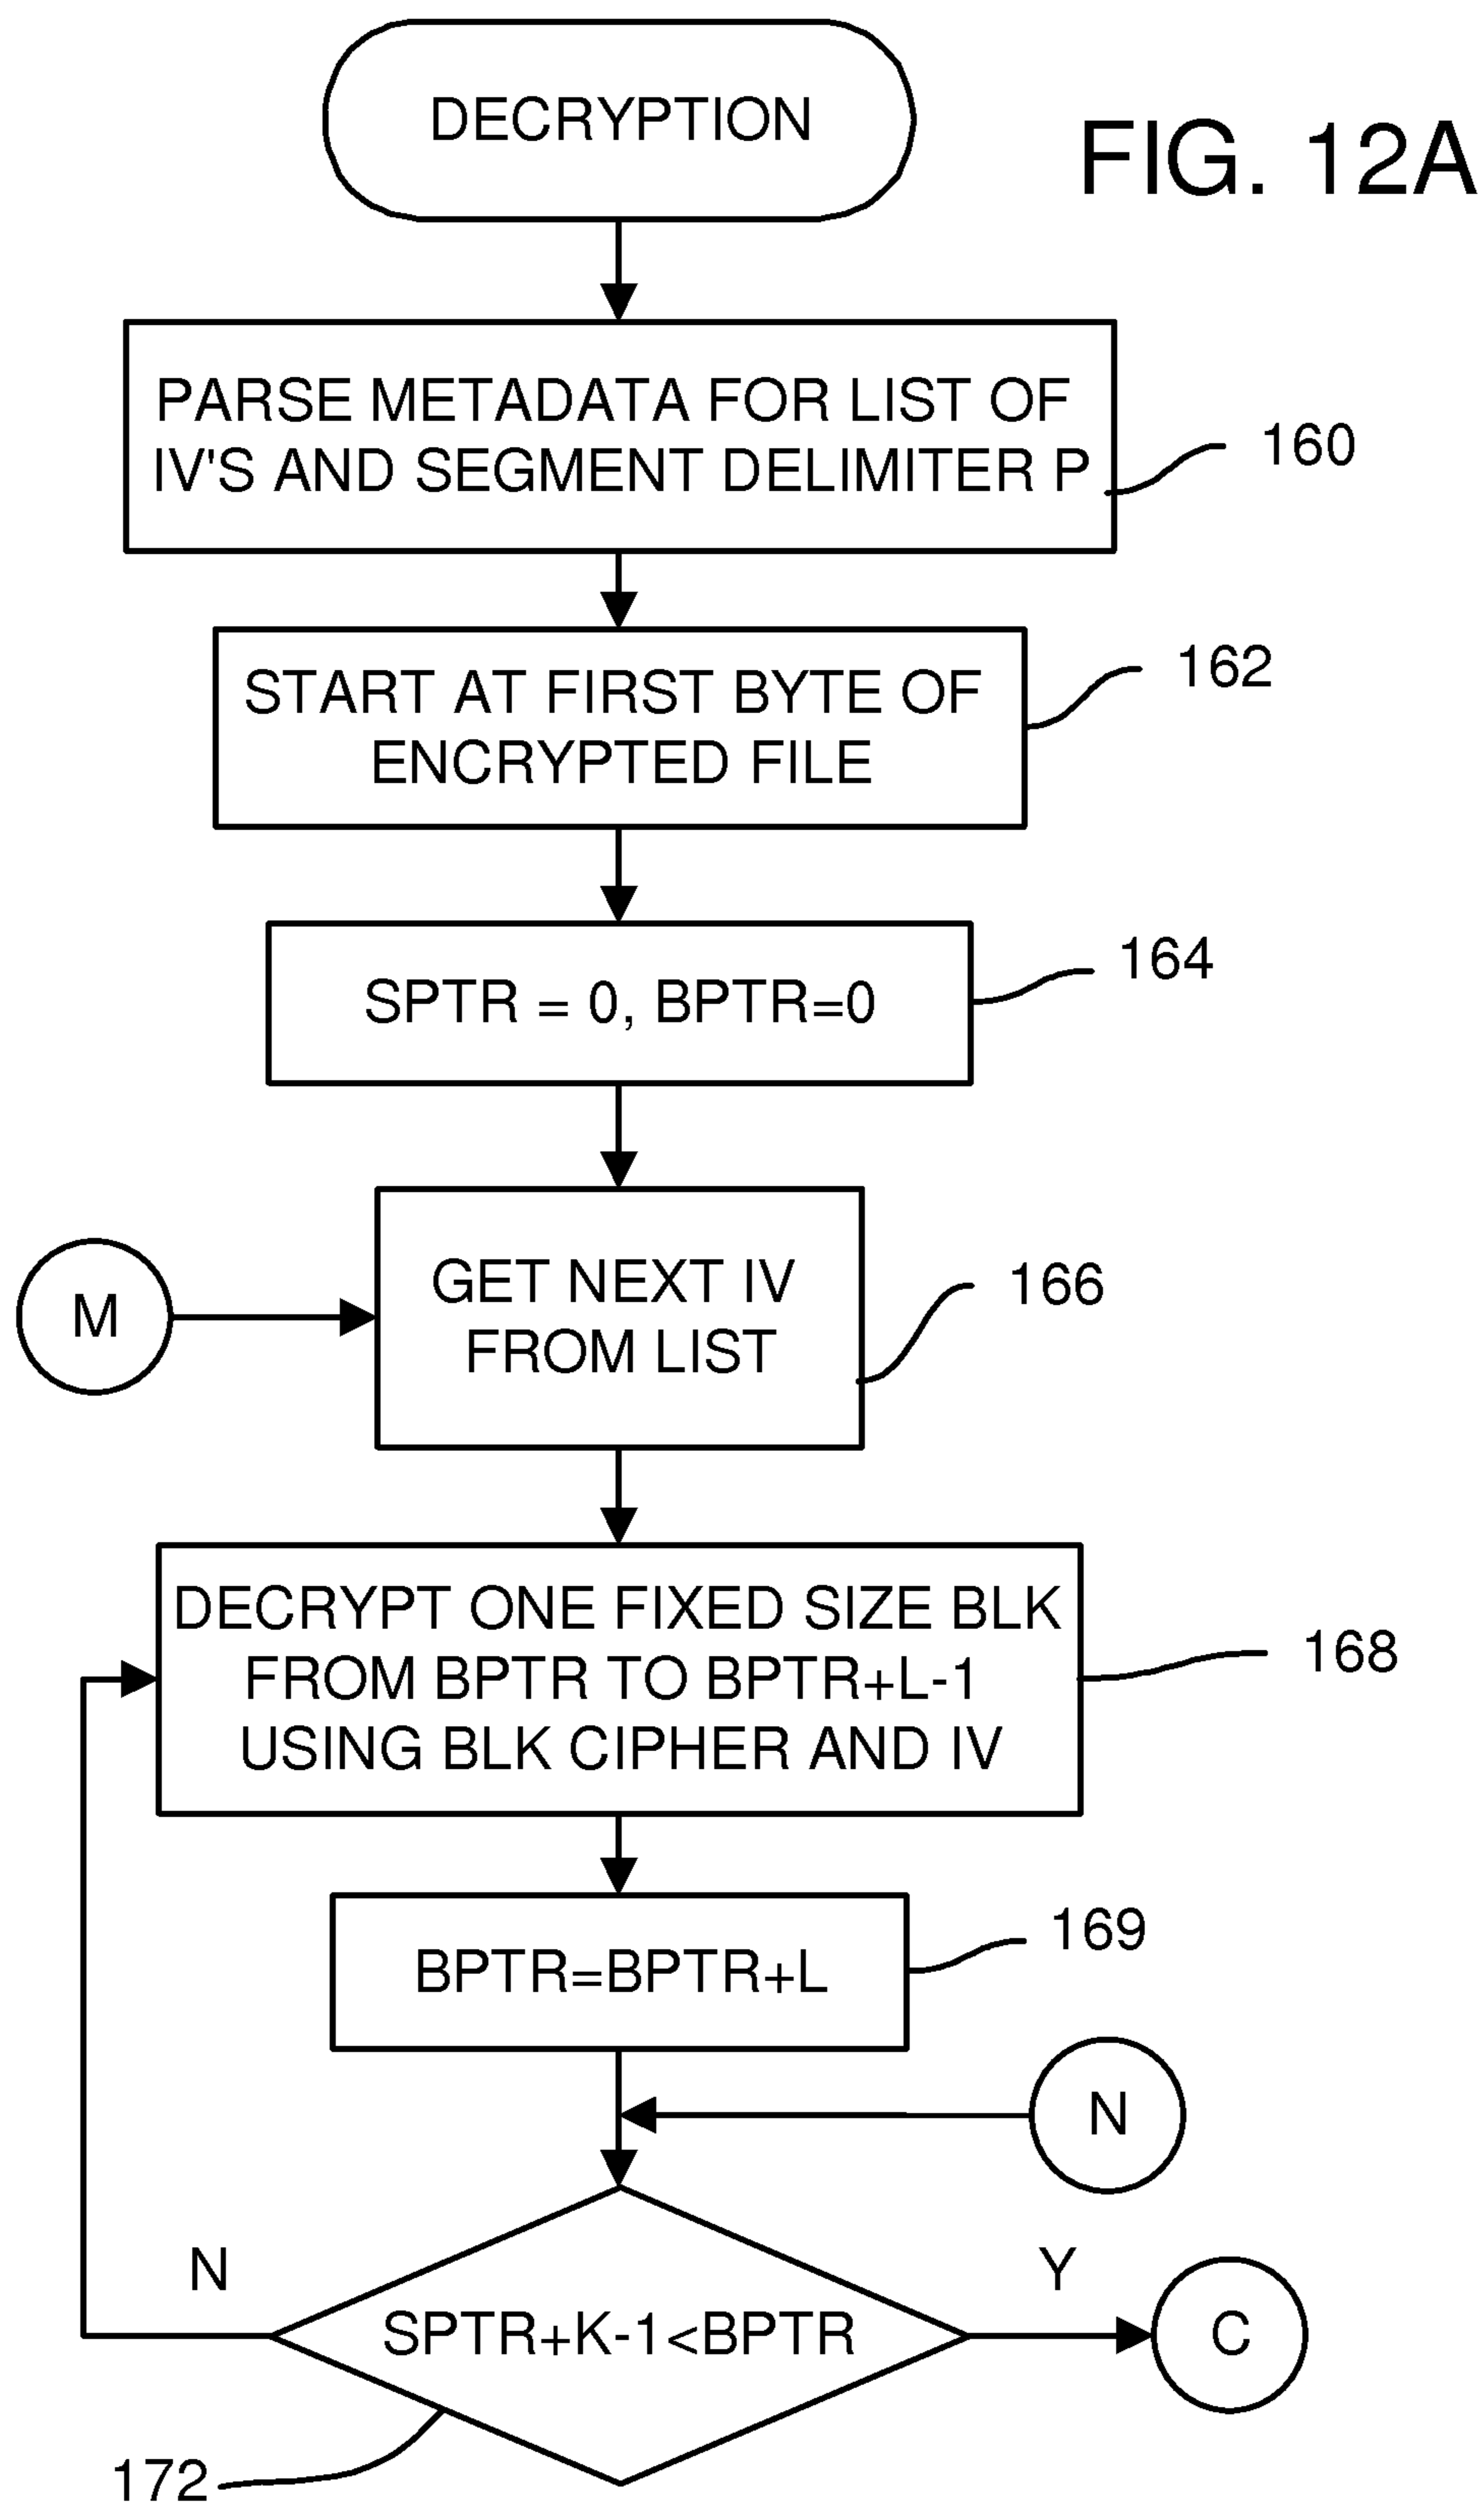 DECRYPTION
FIG. 12A
PARSE METADATA FOR LIST OF
IV'S AND SEGMENT DELIMITER P
160
START AT FIRST BYTE OF
ENCRYPTED FILE
162
SPTR = 0, BPTR=0
164
M
GET NEXT IV
FROM LIST
166
DECRYPT ONE FIXED SIZE BLK
FROM BPTR TO BPTR+L-1
USING BLK CIPHER AND IV
168
BPTR=BPTR+L
169
N
N
Y
SPTR+K-1<BPTR
C
172